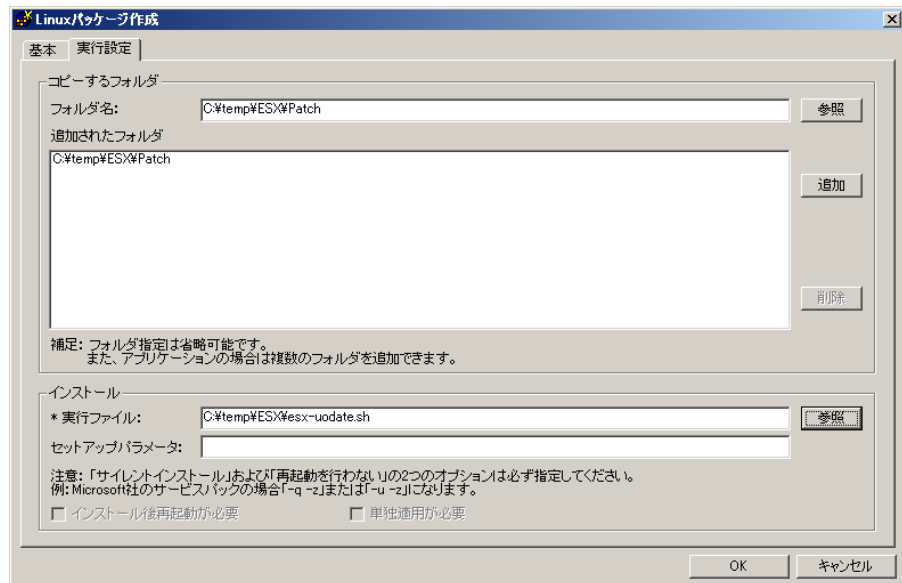 Linuxパッケージ作成
基本 実行設定
コピーするフォルダ
フォルダ名: C:¥temp¥ESX¥Patch 参照
追加されたフォルダ
C:¥temp¥ESX¥Patch
追加
削除
補足: フォルダ指定は省略可能です。
また、アプリケーションの場合は複数のフォルダを追加できます。
インストール
* 実行ファイル: C:¥temp¥ESX¥esx-uodate.sh 参照
セットアップパラメータ:
注意: 「サイレントインストール」および「再起動を行わない」の2つのオプションは必ず指定してください。
例: Microsoft社のサービスパックの場合「-q -z」または「-u -z」になります。
インストール後再起動が必要 単独適用が必要
OK キャンセル